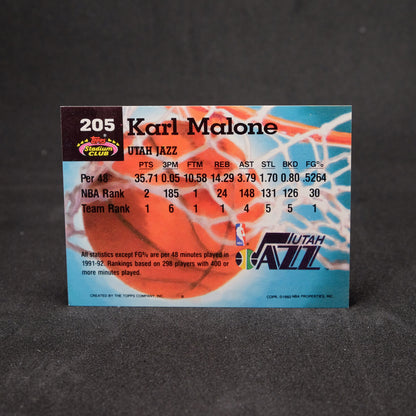 205 Karl Malone
Topps Stadium CLUB
UTAH JAZZ
PTS 3PM FTM REB AST STL BKD FG%
Per 48* 35.71 0.05 10.58 14.29 3.79 1.70 0.80 .5264
NBA Rank 2 185 24 148 131 126 30
Team Rank 1 6 1 1 4 5 5 1
UTAH
JAZZ
All statistics except FG% are per 48 minutes played in
1991-92. Rankings based on 298 players with 400 or
more minutes played.
CREATED BY THE TOPPS COMPANY, INC.
COPR. ©1992 NBA PROPERTIES, INC.